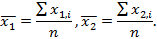 x̄₁ = ∑ x₁,ᵢ / n , x̄₂ = ∑ x₂,ᵢ / n .